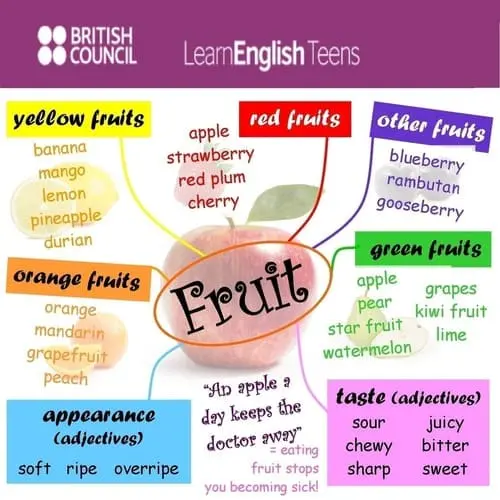 BRITISH
COUNCIL
LearnEnglish Teens
yellow fruits
banana
mango
lemon
pineapple
durian
red fruits
apple
strawberry
red plum
cherry
other fruits
blueberry
rambutan
gooseberry
orange fruits
orange
mandarin
grapefruit
peach
Fruit
green fruits
apple
pear
star fruit
watermelon
grapes
kiwi fruit
lime
appearance
(adjectives)
soft ripe overripe
"An apple a
day keeps the
doctor away"
= eating
fruit stops
you becoming sick!
taste (adjectives)
sour juicy
chewy bitter
sharp sweet